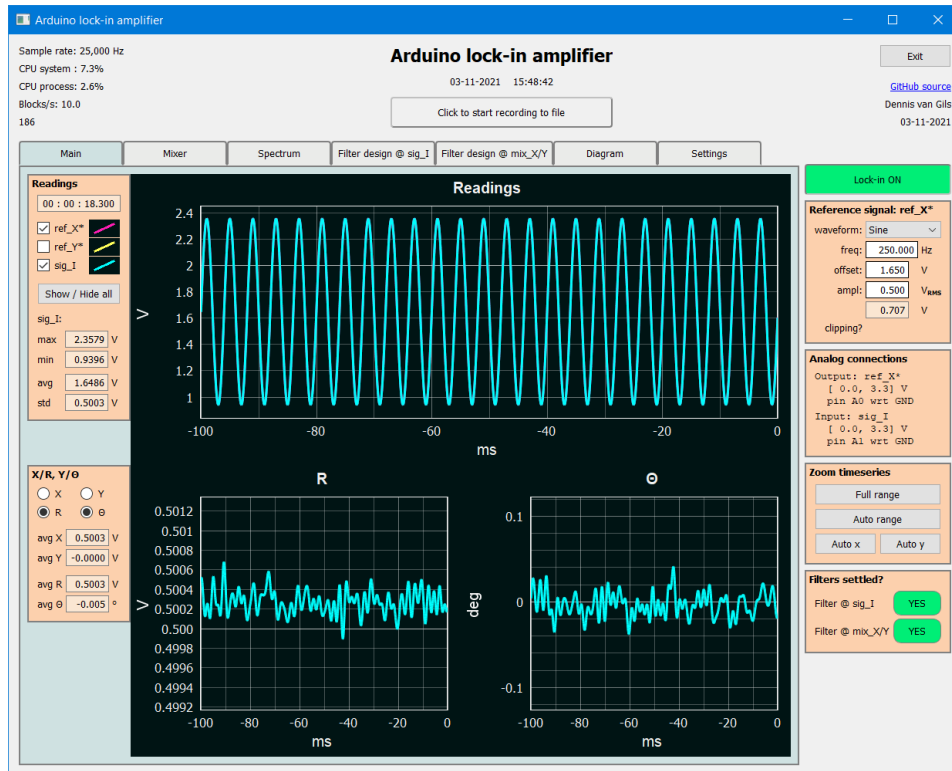 Arduino lock-in amplifier
Sample rate: 25,000 Hz
CPU system : 7.3%
CPU process: 2.6%
Blocks/s: 10.0
186
Arduino lock-in amplifier
03-11-2021 15:48:42
Click to start recording to file
Exit
GitHub source
Dennis van Gils
03-11-2021
Main Mixer Spectrum Filter design @ sig_I Filter design @ mix_X/Y Diagram Settings
Readings
00 : 00 : 18.300
ref_X*
ref_Y*
sig_I
Show / Hide all
sig_I:
max 2.3579 V
min 0.9396 V
avg 1.6486 V
std 0.5003 V
X/R, Y/Θ
X Y
R Θ
avg X 0.5003 V
avg Y -0.0000 V
avg R 0.5003 V
avg Θ -0.005 °
Readings
V
2.4
2.2
2
1.8
1.6
1.4
1.2
1
-100 -80 -60 -40 -20 0
ms
R
V
0.5012
0.501
0.5008
0.5006
0.5004
0.5002
0.500
0.4998
0.4996
0.4994
0.4992
-100 -80 -60 -40 -20 0
ms
Θ
deg
0.1
0
-0.1
-100 -80 -60 -40 -20 0
ms
Lock-in ON
Reference signal: ref_X*
waveform: Sine
freq: 250.000 Hz
offset: 1.650 V
ampl: 0.500 VRMS
0.707 V
clipping?
Analog connections
Output: ref_X*
[ 0.0, 3.3] V
pin A0 wrt GND
Input: sig_I
[ 0.0, 3.3] V
pin A1 wrt GND
Zoom timeseries
Full range
Auto range
Auto x Auto y
Filters settled?
Filter @ sig_I YES
Filter @ mix_X/Y YES